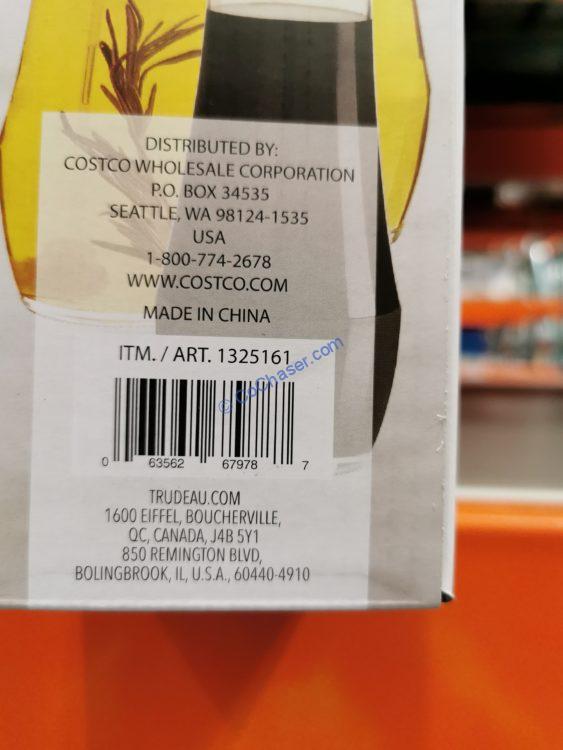 DISTRIBUTED BY:
COSTCO WHOLESALE CORPORATION
P.O. BOX 34535
SEATTLE, WA 98124-1535
USA
1-800-774-2678
WWW.COSTCO.COM
MADE IN CHINA
ITM. / ART. 1325161
© CoChaser.com
0 63562 67978 7
TRUDEAU.COM
1600 EIFFEL, BOUCHERVILLE,
QC, CANADA, J4B 5Y1
850 REMINGTON BLVD,
BOLINGBROOK, IL, U.S.A., 60440-4910